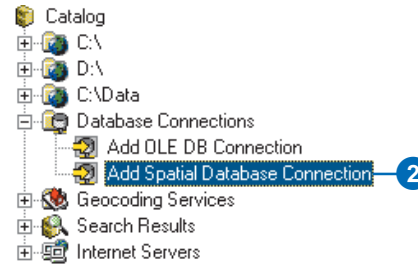 Catalog
C:\
D:\
C:\Data
Database Connections
Add OLE DB Connection
Add Spatial Database Connection 2
Geocoding Services
Search Results
Internet Servers